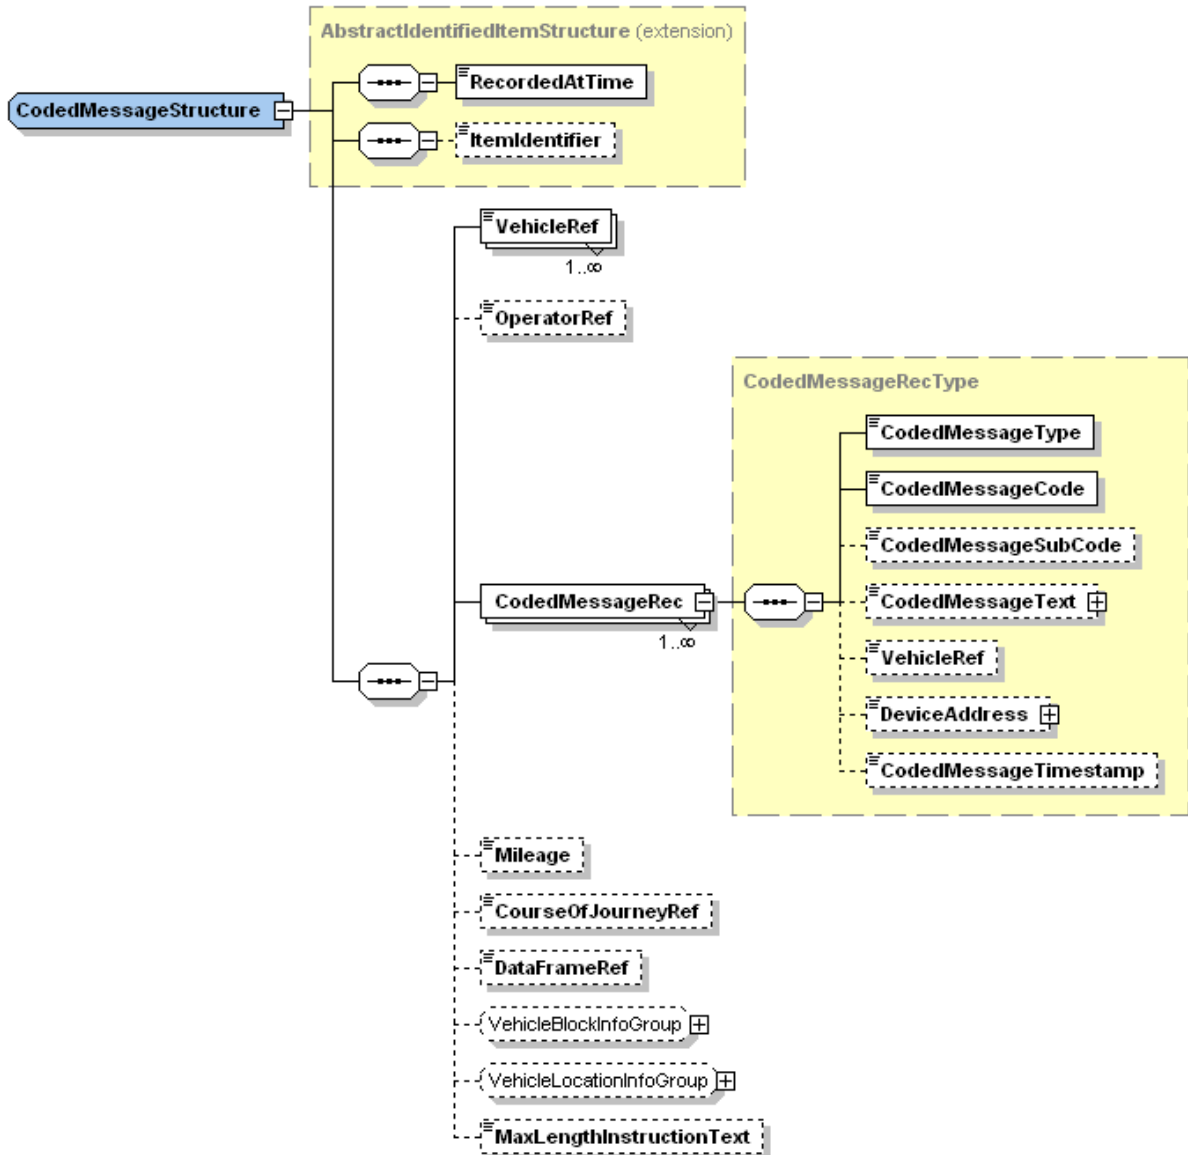 AbstractIdentifiedItemStructure (extension)
CodedMessageStructure
RecordedAtTime
ItemIdentifier
VehicleRef
1..∞
OperatorRef
CodedMessageRecType
CodedMessageType
CodedMessageCode
CodedMessageSubCode
CodedMessageRec
1..∞
CodedMessageText
VehicleRef
DeviceAddress
CodedMessageTimestamp
Mileage
CourseOfJourneyRef
DataFrameRef
VehicleBlockInfoGroup
VehicleLocationInfoGroup
MaxLengthInstructionText